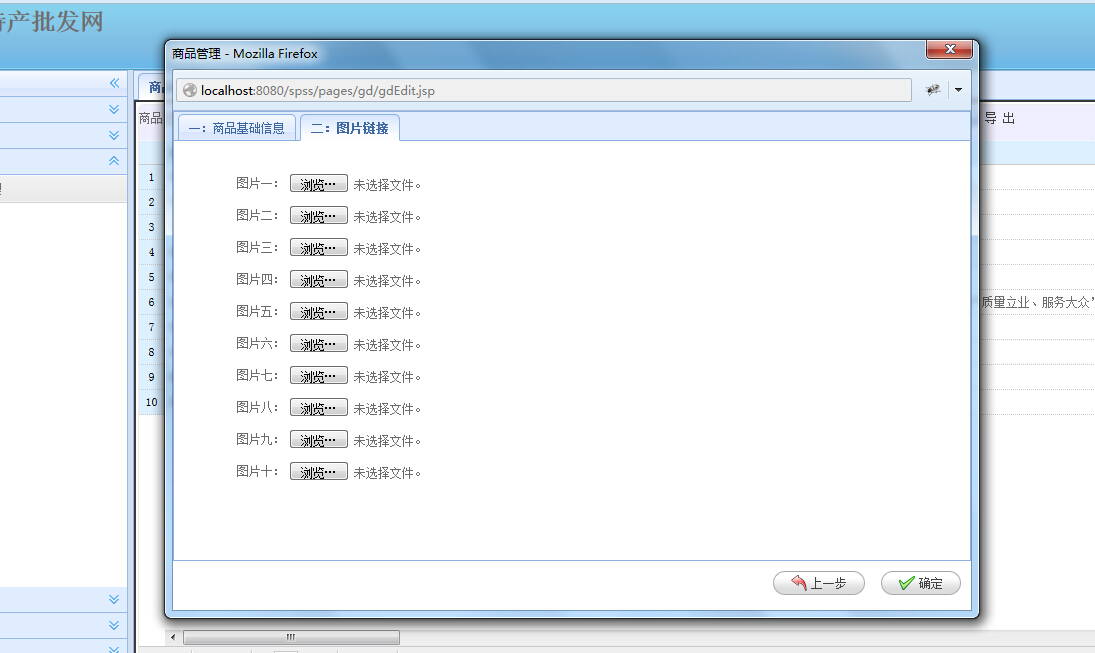 特产批发网
商品管理 - Mozilla Firefox
localhost:8080/spss/pages/gd/gdEdit.jsp
商
商品
导 出
一：商品基础信息
二：图片链接
图片一： 浏览… 未选择文件。
图片二： 浏览… 未选择文件。
图片三： 浏览… 未选择文件。
图片四： 浏览… 未选择文件。
图片五： 浏览… 未选择文件。
图片六： 浏览… 未选择文件。
图片七： 浏览… 未选择文件。
图片八： 浏览… 未选择文件。
图片九： 浏览… 未选择文件。
图片十： 浏览… 未选择文件。
1
2
3
4
5
6
质里立业、服务大众'
7
8
9
10
上一步
确定